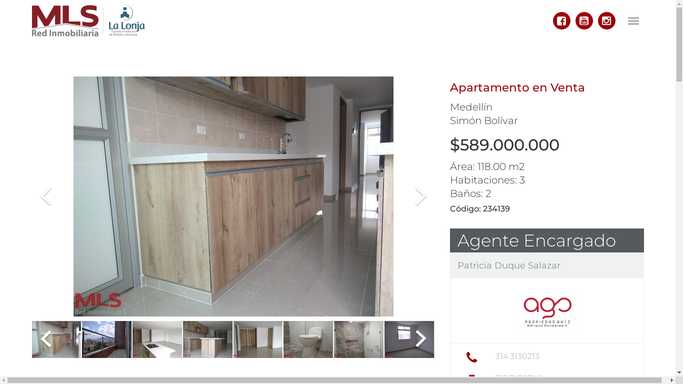 MLS
Red Inmobiliaria
La Lonja
Apartamento en Venta
Medellín
Simón Bolívar
$589.000.000
Área: 118.00 m2
Habitaciones: 3
Baños: 2
Código: 234139
MLS
Agente Encargado
Patricia Duque Salazar
ago
314 3130213